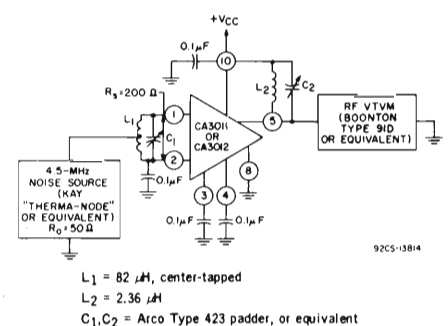 +VCC
0.1µF
10
L2
C2
Rs=200 Ω
L1
1
C1
2
CA3011
OR
CA3012
5
8
3
4
0.1µF
0.1µF
0.1µF
RF VTVM
(BOONTON
TYPE 91D
OR EQUIVALENT)
4.5-MHz
NOISE SOURCE
(KAY
"THERMA-NODE"
OR EQUIVALENT)
Ro=50Ω
92CS-13814
L1 = 82 µH, center-tapped
L2 = 2.36 µH
C1,C2 = Arco Type 423 padder, or equivalent